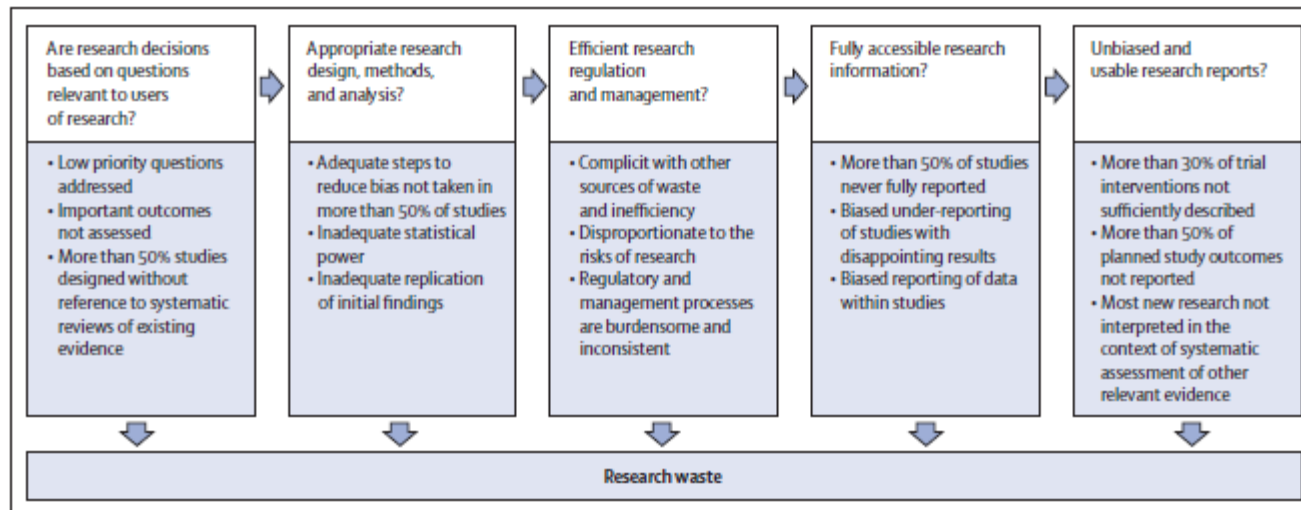 Are research decisions
based on questions
relevant to users
of research?
• Low priority questions
addressed
• Important outcomes
not assessed
• More than 50% studies
designed without
reference to systematic
reviews of existing
evidence
Appropriate research
design, methods,
and analysis?
• Adequate steps to
reduce bias not taken in
more than 50% of studies
• Inadequate statistical
power
• Inadequate replication
of initial findings
Efficient research
regulation
and management?
• Complicit with other
sources of waste
and inefficiency
• Disproportionate to the
risks of research
• Regulatory and
management processes
are burdensome and
inconsistent
Fully accessible research
information?
• More than 50% of studies
never fully reported
• Biased under-reporting
of studies with
disappointing results
• Biased reporting of data
within studies
Unbiased and
usable research reports?
• More than 30% of trial
interventions not
sufficiently described
• More than 50% of
planned study outcomes
not reported
• Most new research not
interpreted in the
context of systematic
assessment of other
relevant evidence
Research waste